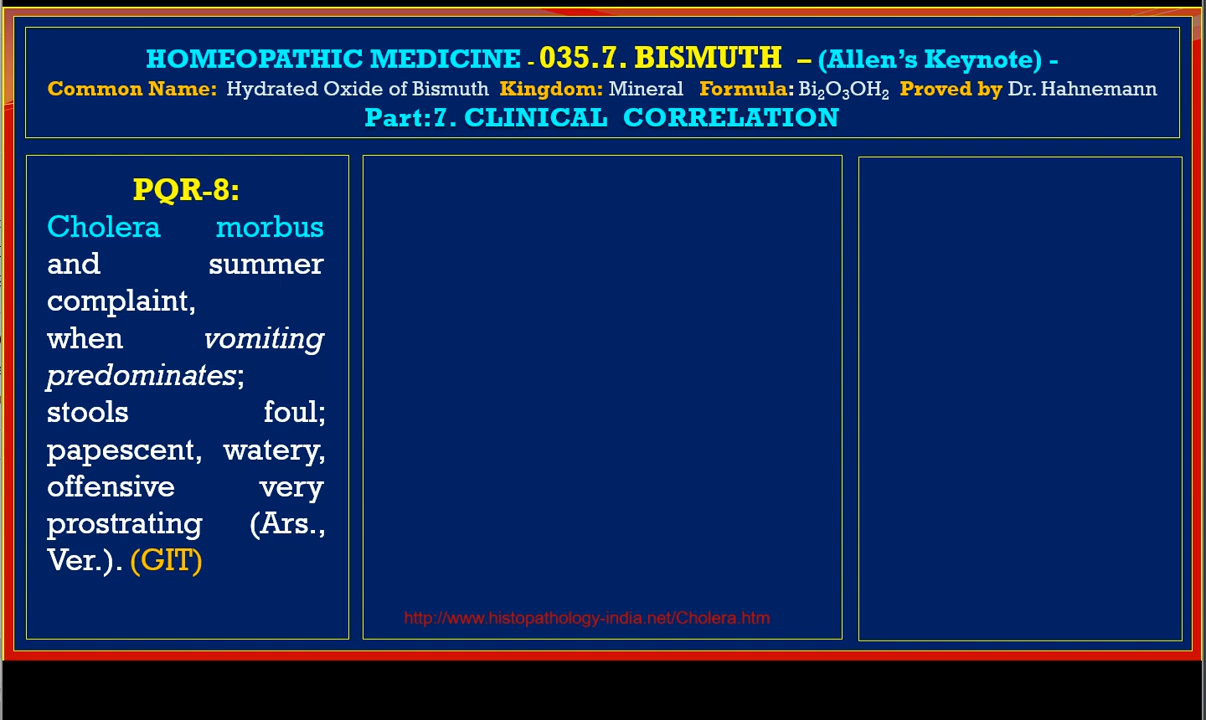 HOMEOPATHIC MEDICINE - 035.7. BISMUTH – (Allen’s Keynote) -
Common Name: Hydrated Oxide of Bismuth Kingdom: Mineral Formula: Bi₂O₃OH₂ Proved by Dr. Hahnemann
Part:7. CLINICAL CORRELATION
PQR-8:
Cholera morbus
and summer
complaint,
when vomiting
predominates;
stools foul;
papescent, watery,
offensive very
prostrating (Ars.,
Ver.). (GIT)
http://www.histopathology-india.net/Cholera.htm